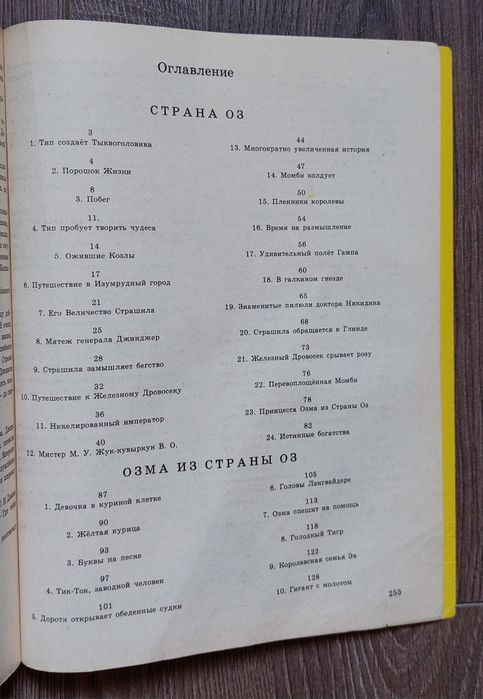 Оглавление
СТРАНА ОЗ
3
1. Тип создаёт Тыквоголовика
4
2. Порошок Жизни
8
3. Побег
11.
4. Тип пробует творить чудеса
14
5. Ожившие Козлы
17
6. Путешествие в Изумрудный город
21
7. Его Величество Страшила
25
8. Мятеж генерала Джинджер
28
9. Страшила замышляет бегство
32
10. Путешествие к Железному Дровосеку
36
11. Никелированный император
40
12. Мистер М. У. Жук-кувыркун В. О.
44
13. Многократно увеличенная история
47
14. Момби колдует
50
15. Пленники королевы
54
16. Время на размышление
56
17. Удивительный полёт Гампа
60
18. В галкином гнезде
65
19. Знаменитые пилюли доктора Никидика
68
20. Страшила обращается к Глинде
73
21. Железный Дровосек срывает розу
76
22. Перевоплощённая Момби
78
23. Принцесса Озма из Страны Оз
82
24. Истинные богатства
ОЗМА ИЗ СТРАНЫ ОЗ
87
1. Девочка в куриной клетке
90
2. Жёлтая курица
93
3. Буквы на песке
97
4. Тик-Ток, заводной человек
101
5. Дороти открывает обеденные судки
105
6. Головы Лэнгвайдере
113
7. Озма спешит на помощь
118
8. Голодный Тигр
122
9. Королевская семья Эв
128
10. Гигант с молотом
255